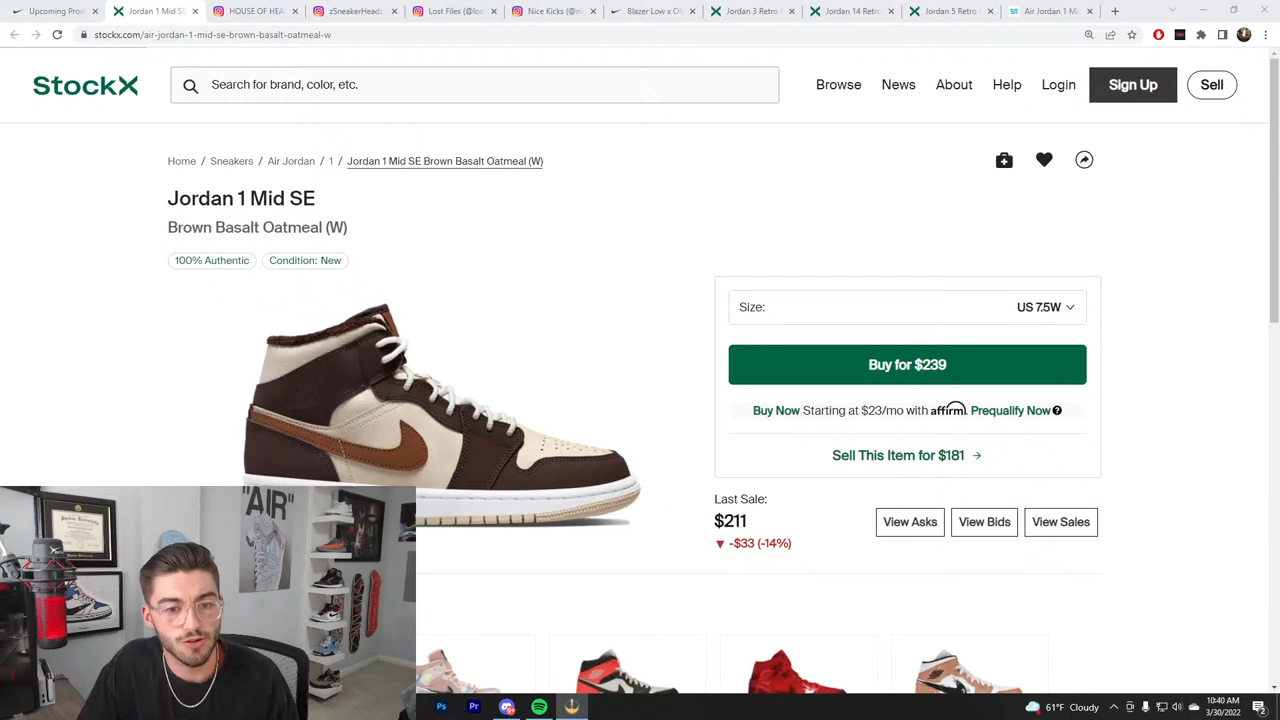 Upcoming Prod
Jordan 1 Mid SE
HOUSE OF HEA
zSneakerHeadz
Lost Files (@lost
Nice Kicks (@n
Blazer Low x Of
Jordan 3 Retro
Jordan 14 Retro
Jordan 5 Retro
Air Jordan 1 Mi
stockx.com/air-jordan-1-mid-se-brown-basalt-oatmeal-w
StockX
Search for brand, color, etc.
Browse
News
About
Help
Login
Sign Up
Sell
Home / Sneakers / Air Jordan / 1 / Jordan 1 Mid SE Brown Basalt Oatmeal (W)
Jordan 1 Mid SE
Brown Basalt Oatmeal (W)
100% Authentic
Condition: New
Size: US 7.5W
Buy for $239
Buy Now Starting at $23/mo with affirm. Prequalify Now
Sell This Item for $181 →
Last Sale:
$211
▼ -$33 (-14%)
View Asks
View Bids
View Sales
"AIR"
Ps
Pr
61°F Cloudy
10:40 AM
3/30/2022
2